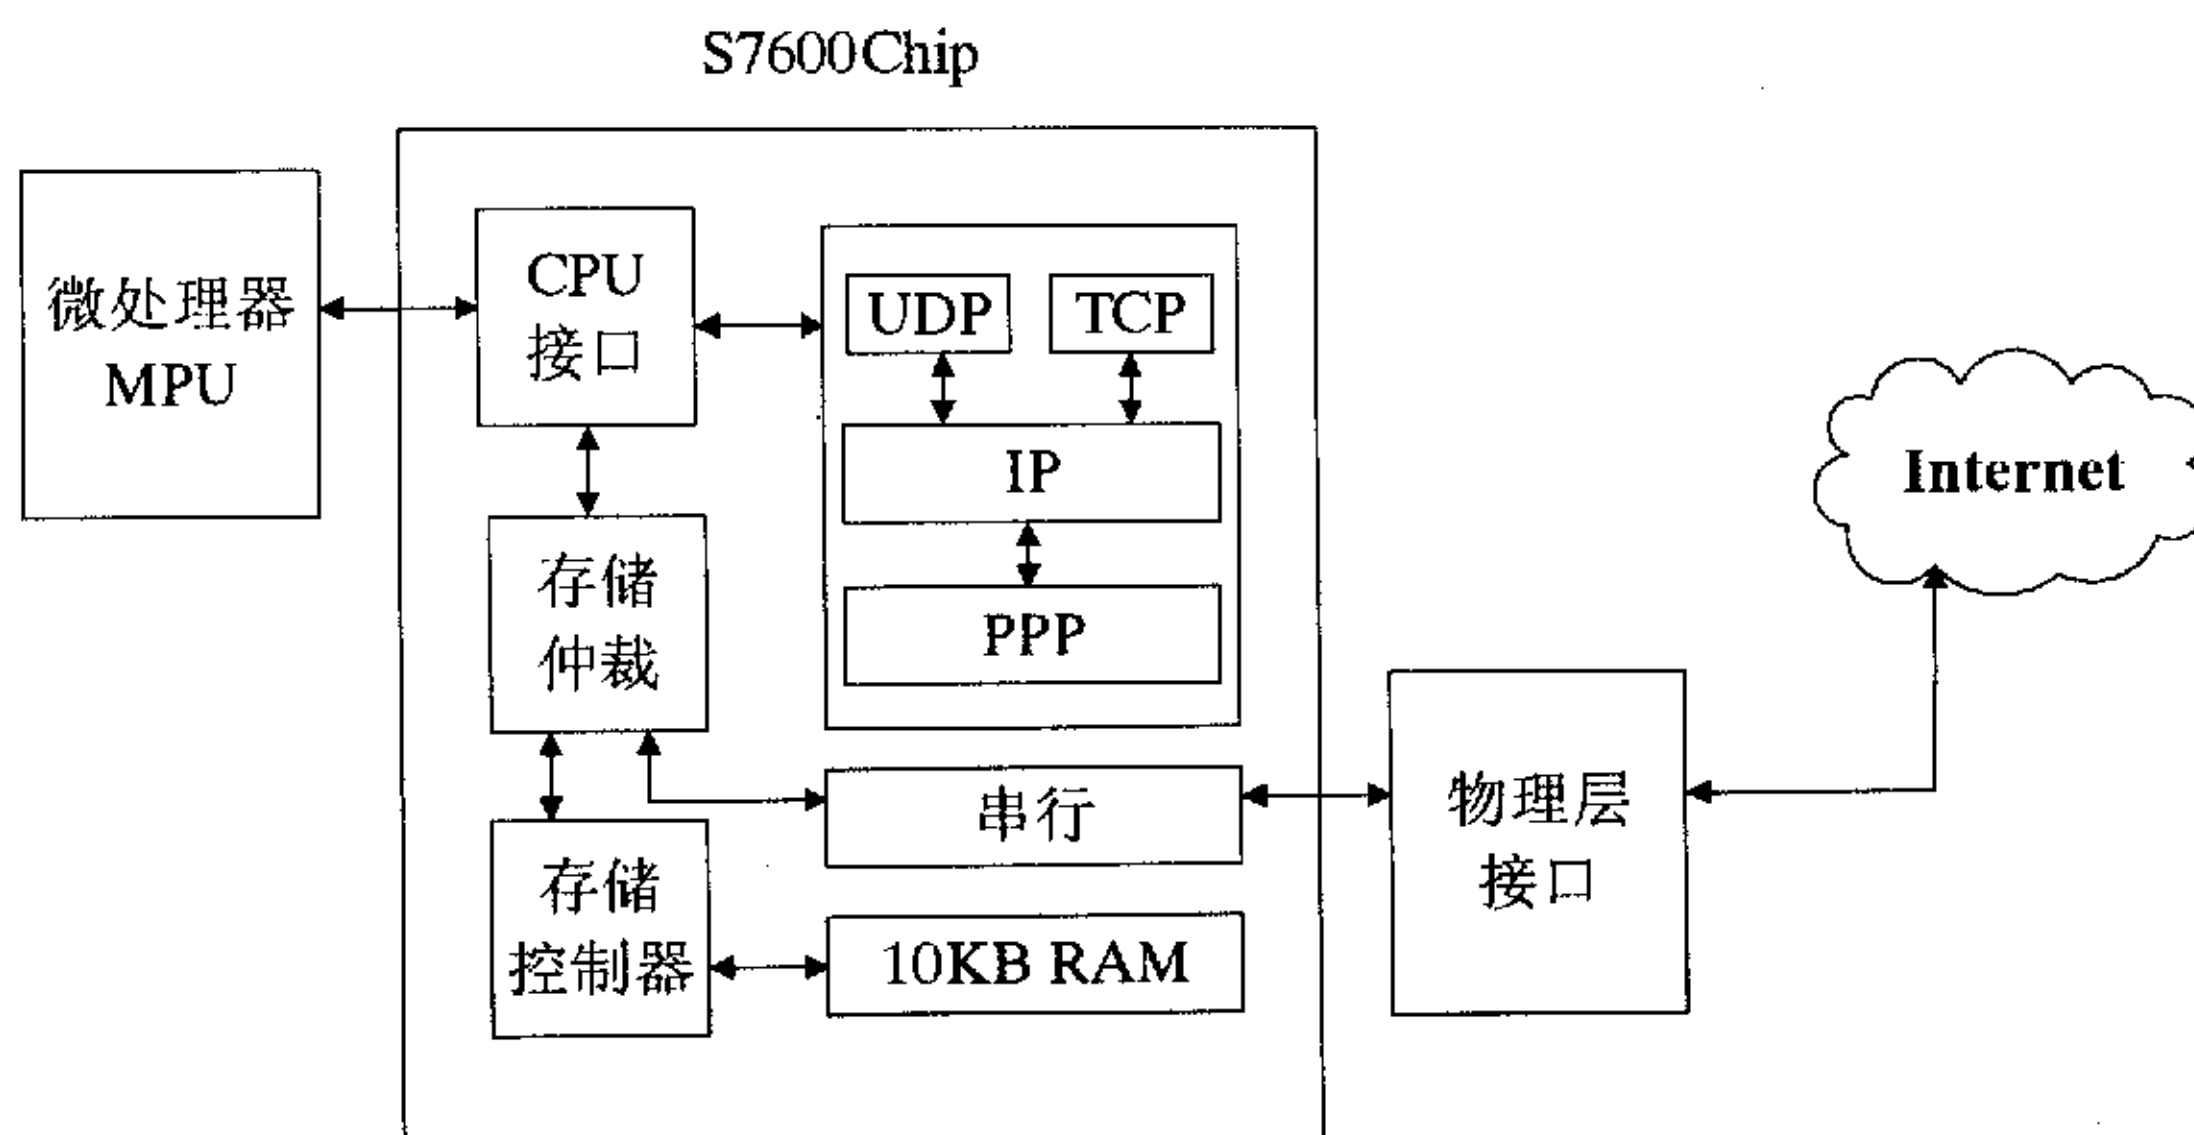 S7600Chip
微处理器
MPU
CPU
接口
UDP
TCP
IP
PPP
存储
仲裁
串行
存储
控制器
10KB RAM
物理层
接口
Internet